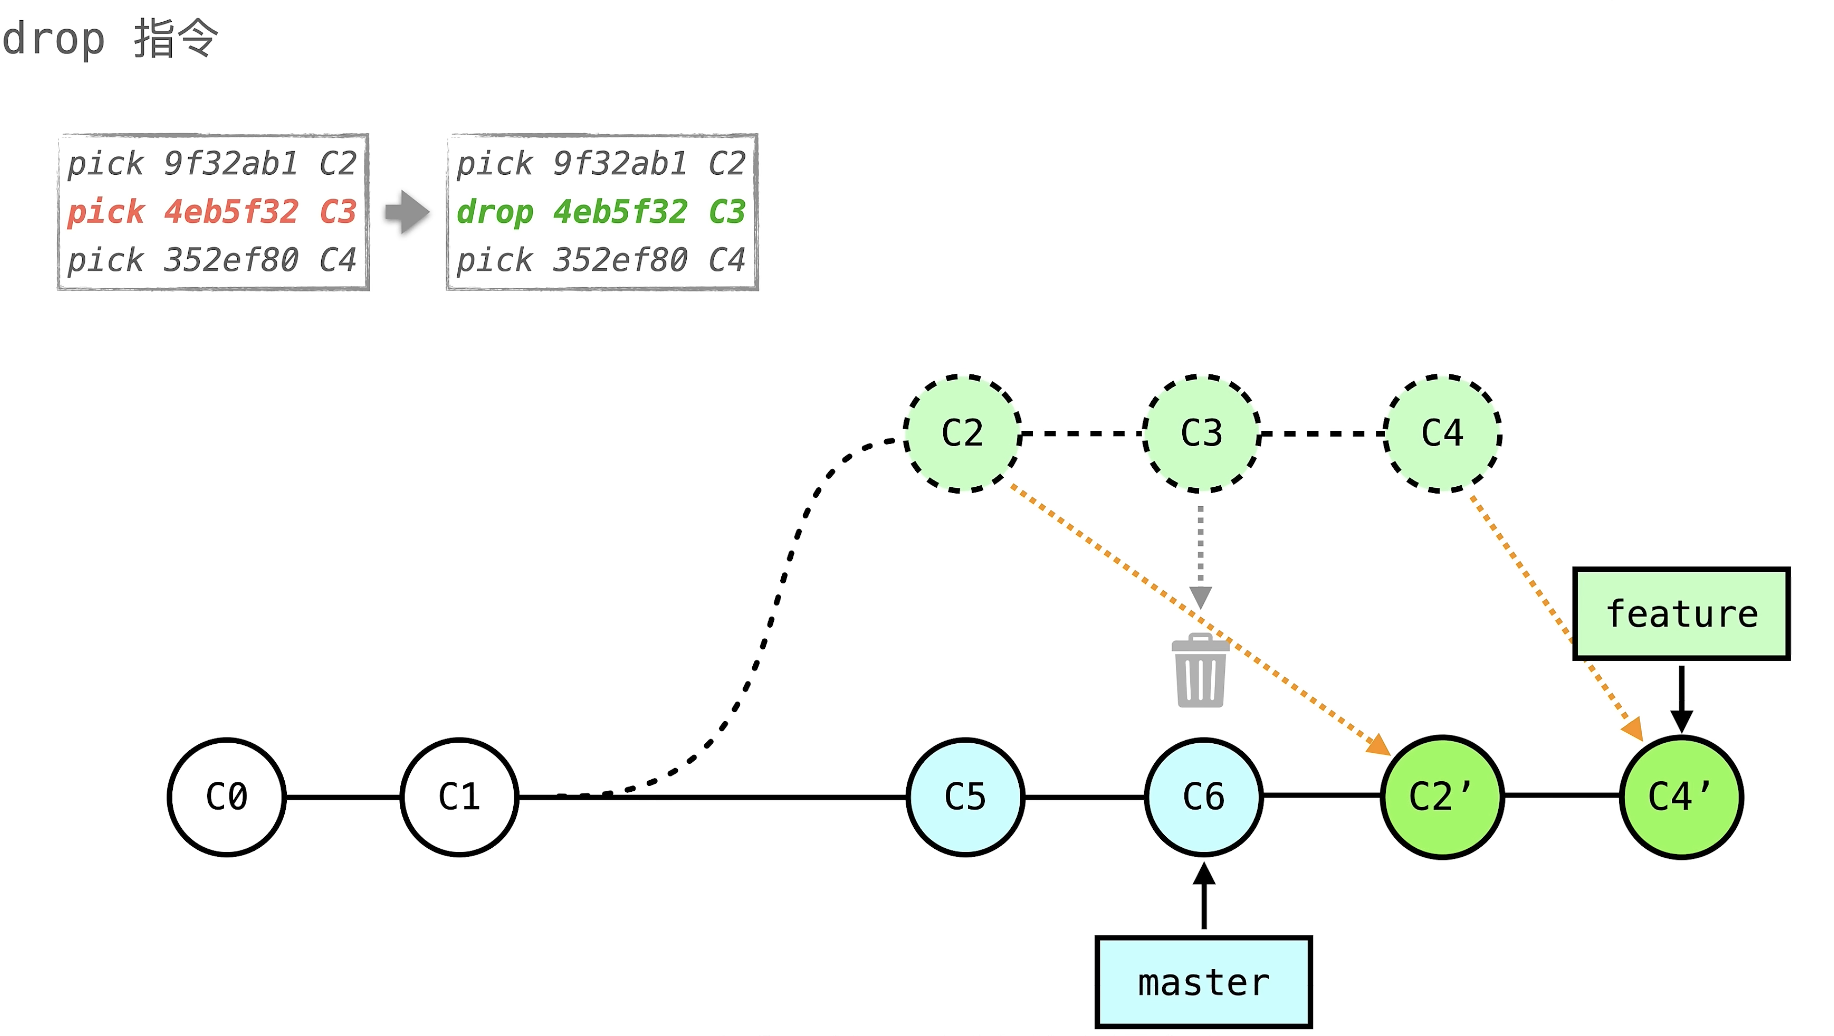 drop 指令
pick 9f32ab1 C2
pick 4eb5f32 C3
pick 352ef80 C4
pick 9f32ab1 C2
drop 4eb5f32 C3
pick 352ef80 C4
C2
C3
C4
feature
C0
C1
C5
C6
C2’
C4’
master